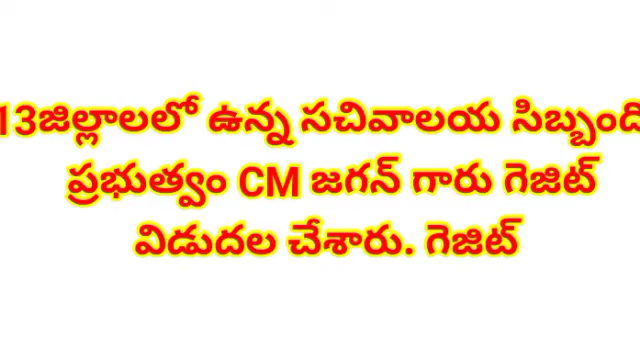 13జిల్లాలలో ఉన్న సచివాలయ సిబ్బంది
ప్రభుత్వం CM జగన్ గారు గెజిట్
విడుదల చేశారు. గెజిట్